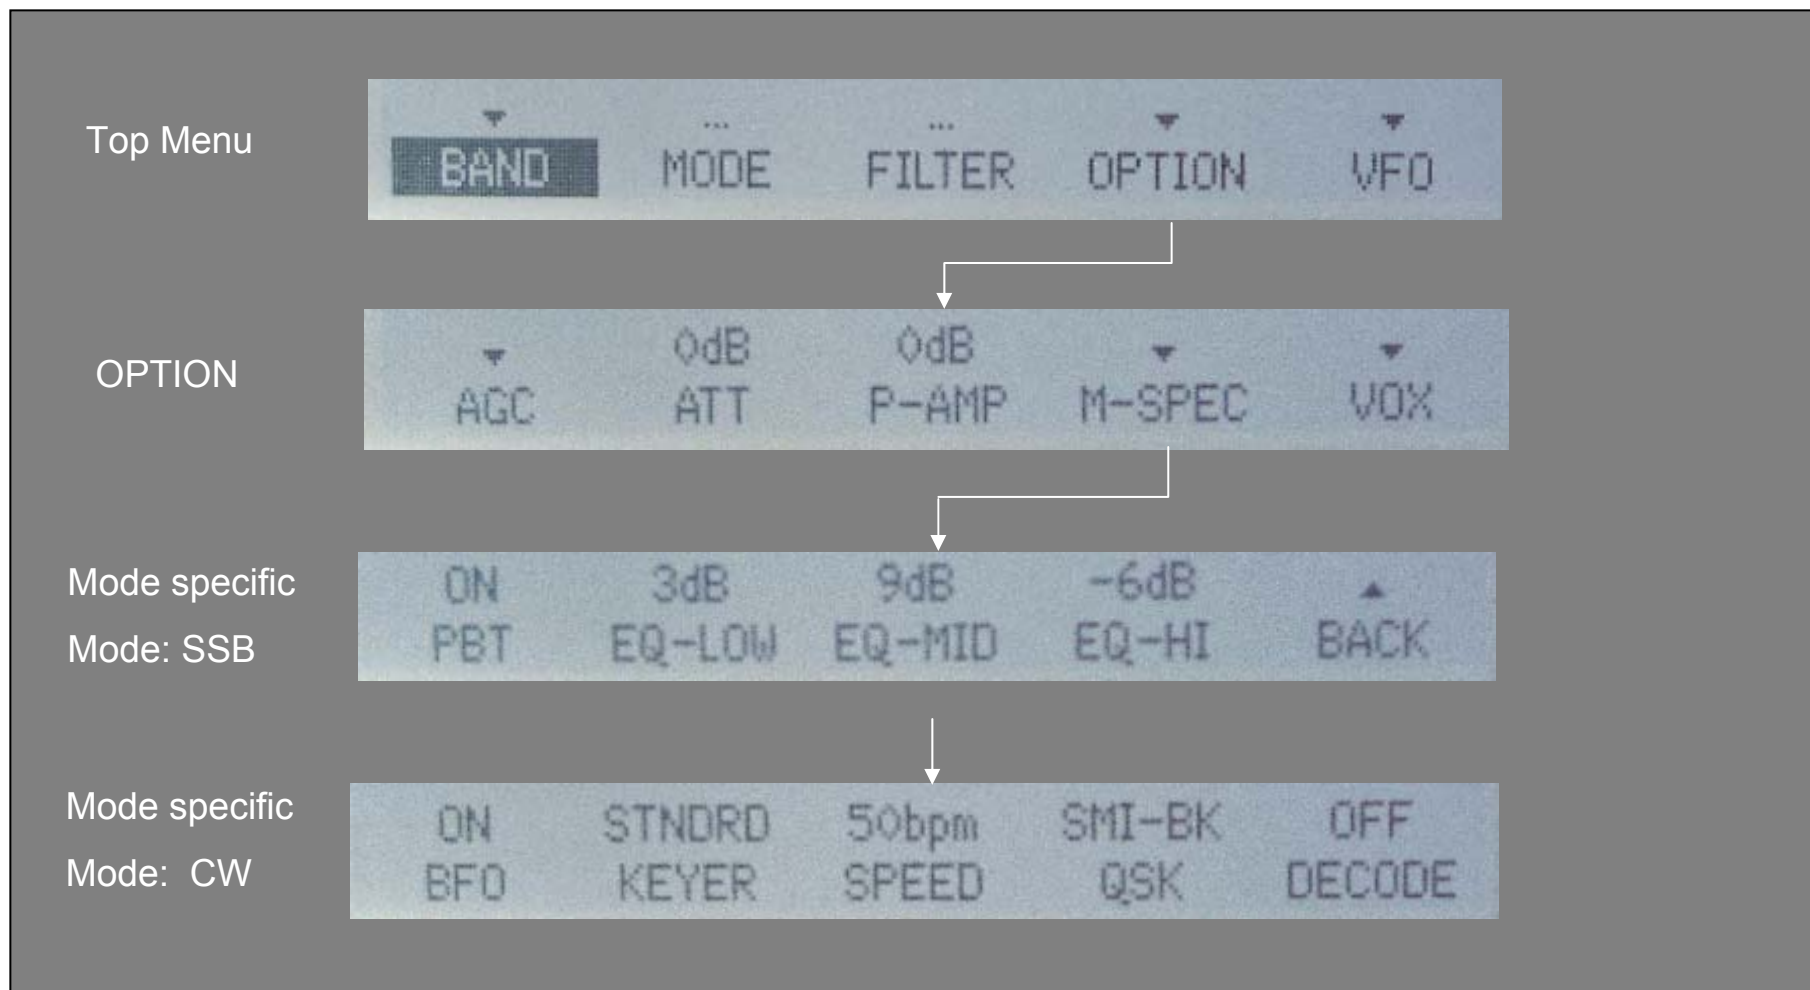 Top Menu
... ...
BAND MODE FILTER OPTION VFO
0dB 0dB
OPTION
AGC ATT P-AMP M-SPEC VOX
Mode specific
Mode: SSB
ON 3dB 9dB -6dB
PBT EQ-LOW EQ-MID EQ-HI BACK
Mode specific
Mode: CW
ON STNDRD 50bpm SMI-BK OFF
BFO KEYER SPEED QSK DECODE